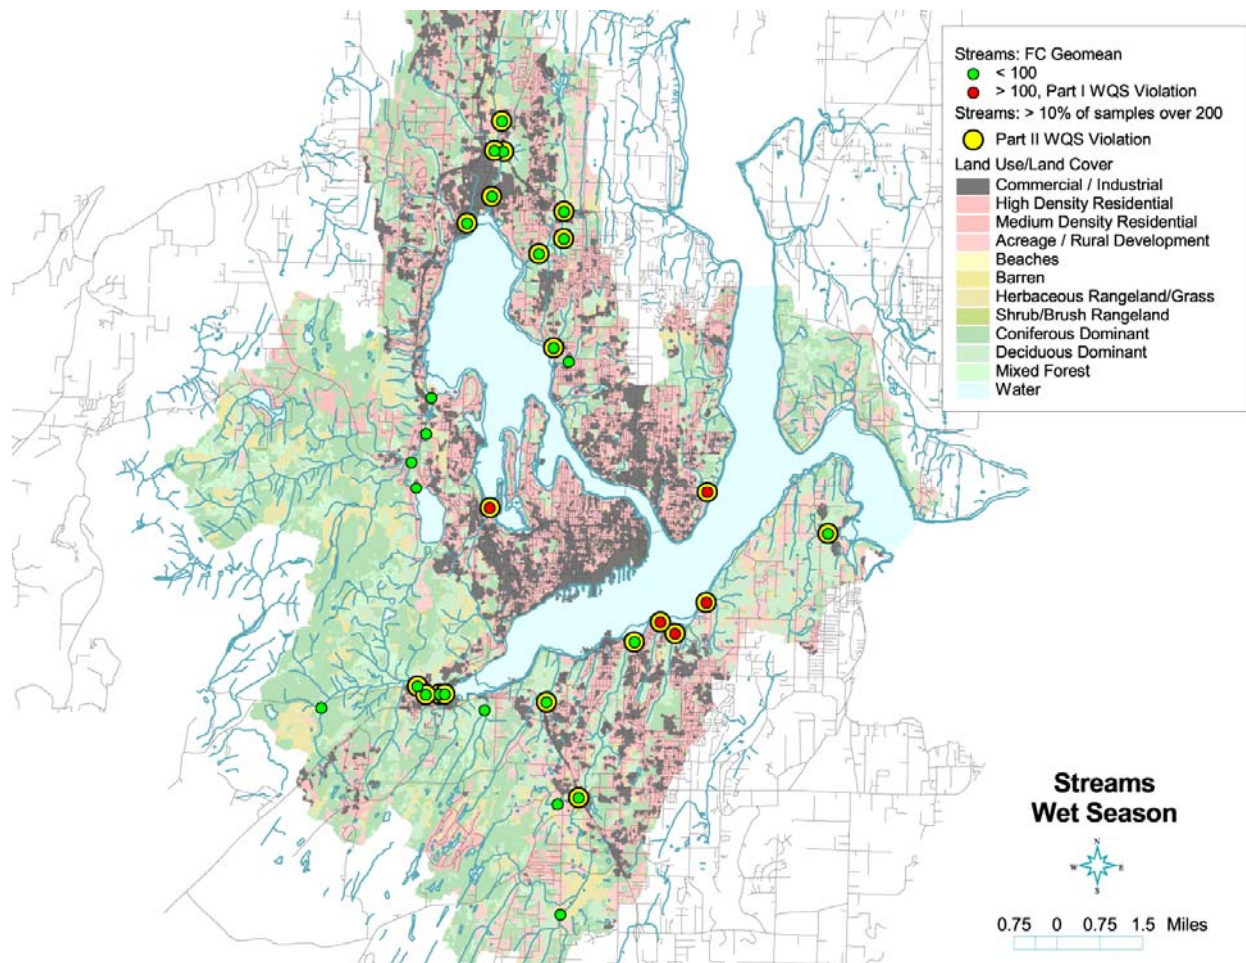 Streams: FC Geomean
< 100
> 100, Part I WQS Violation
Streams: > 10% of samples over 200
Part II WQS Violation
Land Use/Land Cover
Commercial / Industrial
High Density Residential
Medium Density Residential
Acreage / Rural Development
Beaches
Barren
Herbaceous Rangeland/Grass
Shrub/Brush Rangeland
Coniferous Dominant
Deciduous Dominant
Mixed Forest
Water
Streams
Wet Season
N
W E
S
0.75 0 0.75 1.5 Miles